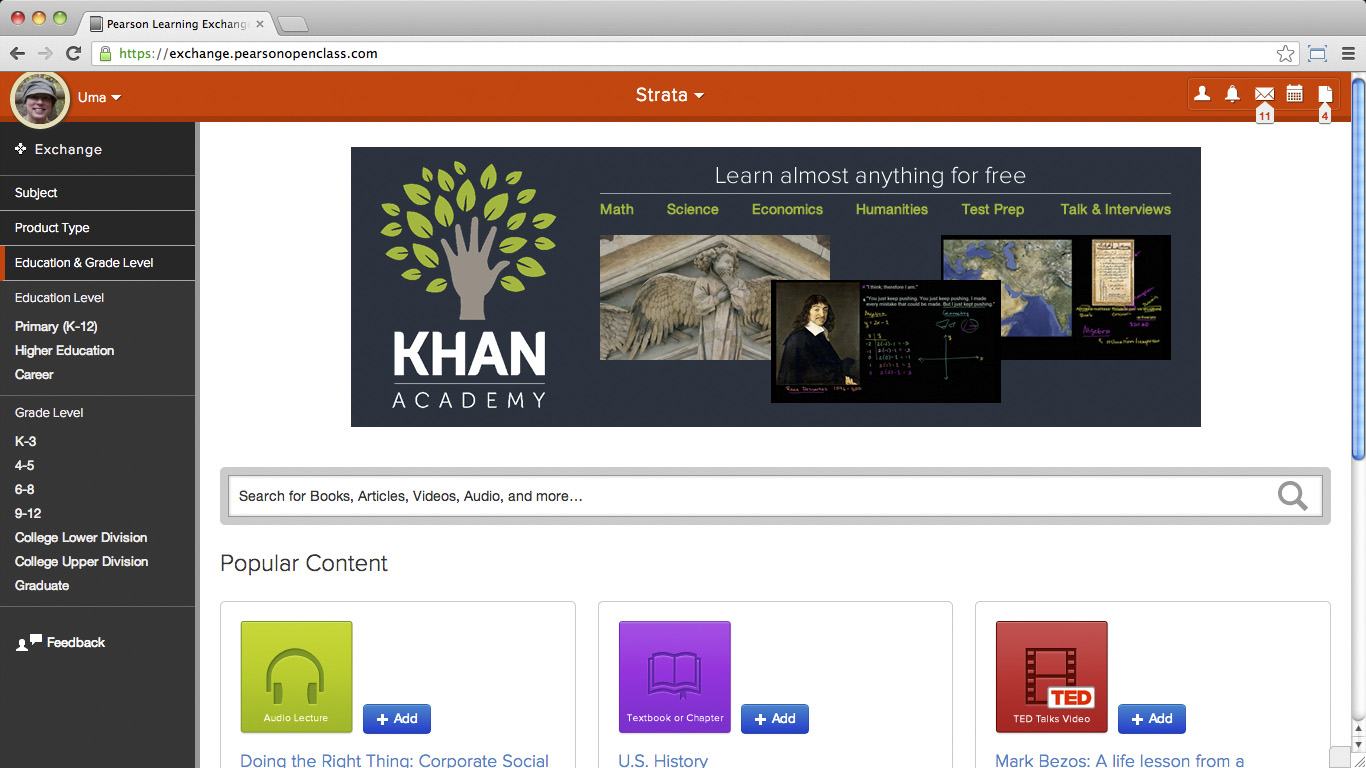 Pearson Learning Exchang
https://exchange.pearsonopenclass.com
Uma
Strata
11
4
Exchange
Subject
Product Type
Education & Grade Level
Education Level
Primary (K-12)
Higher Education
Career
Grade Level
K-3
4-5
6-8
9-12
College Lower Division
College Upper Division
Graduate
Feedback
KHAN
ACADEMY
Learn almost anything for free
Math Science Economics Humanities Test Prep Talk & Interviews
"I think; therefore I am."
"You just keep pushing. You just keep pushing. I made
every mistake that could be made. But I just kept pushing."
Algebra
Geometry
Search for Books, Articles, Videos, Audio, and more...
Popular Content
Audio Lecture
+ Add
Doing the Right Thing: Corporate Social
Textbook or Chapter
+ Add
U.S. History
TED
TED Talks Video
+ Add
Mark Bezos: A life lesson from a